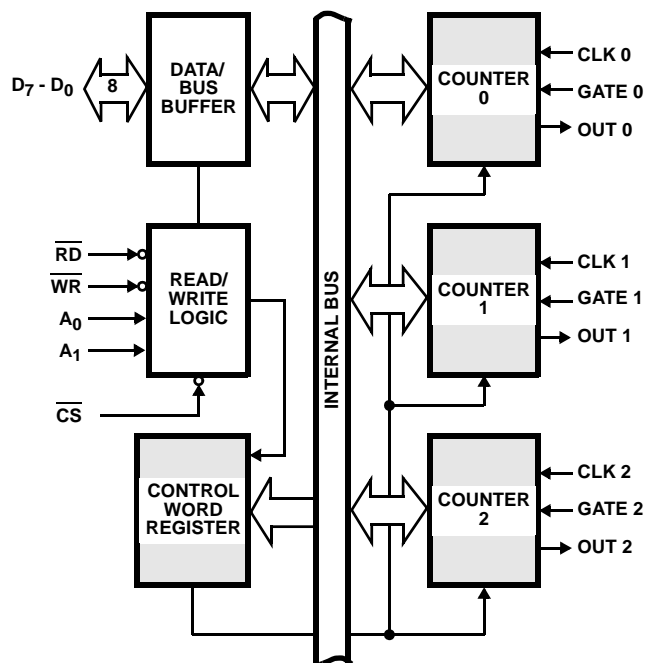 D7 - D0
8
DATA/
BUS
BUFFER
INTERNAL BUS
COUNTER
0
CLK 0
GATE 0
OUT 0
RD
WR
A0
A1
CS
READ/
WRITE
LOGIC
COUNTER
1
CLK 1
GATE 1
OUT 1
CONTROL
WORD
REGISTER
COUNTER
2
CLK 2
GATE 2
OUT 2